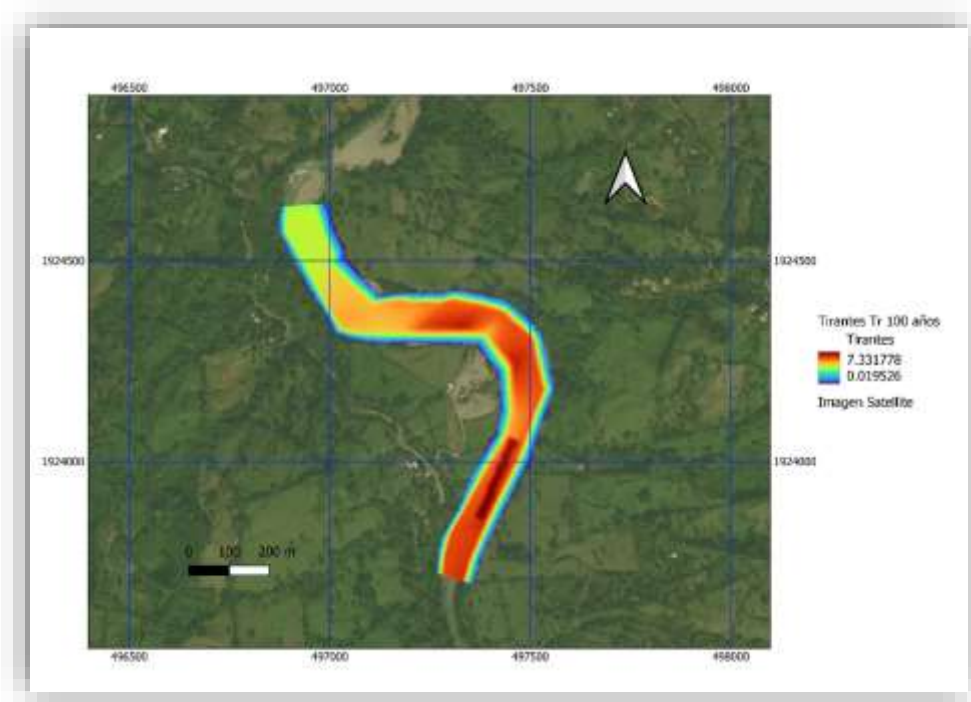 496500 497000 497500 498000
1924500 1924500
Tirantes Tr 100 años
Tirantes
7.331778
0.019526
Imagen Satellite
1924000 1924000
0 100 200 m
496500 497000 497500 498000